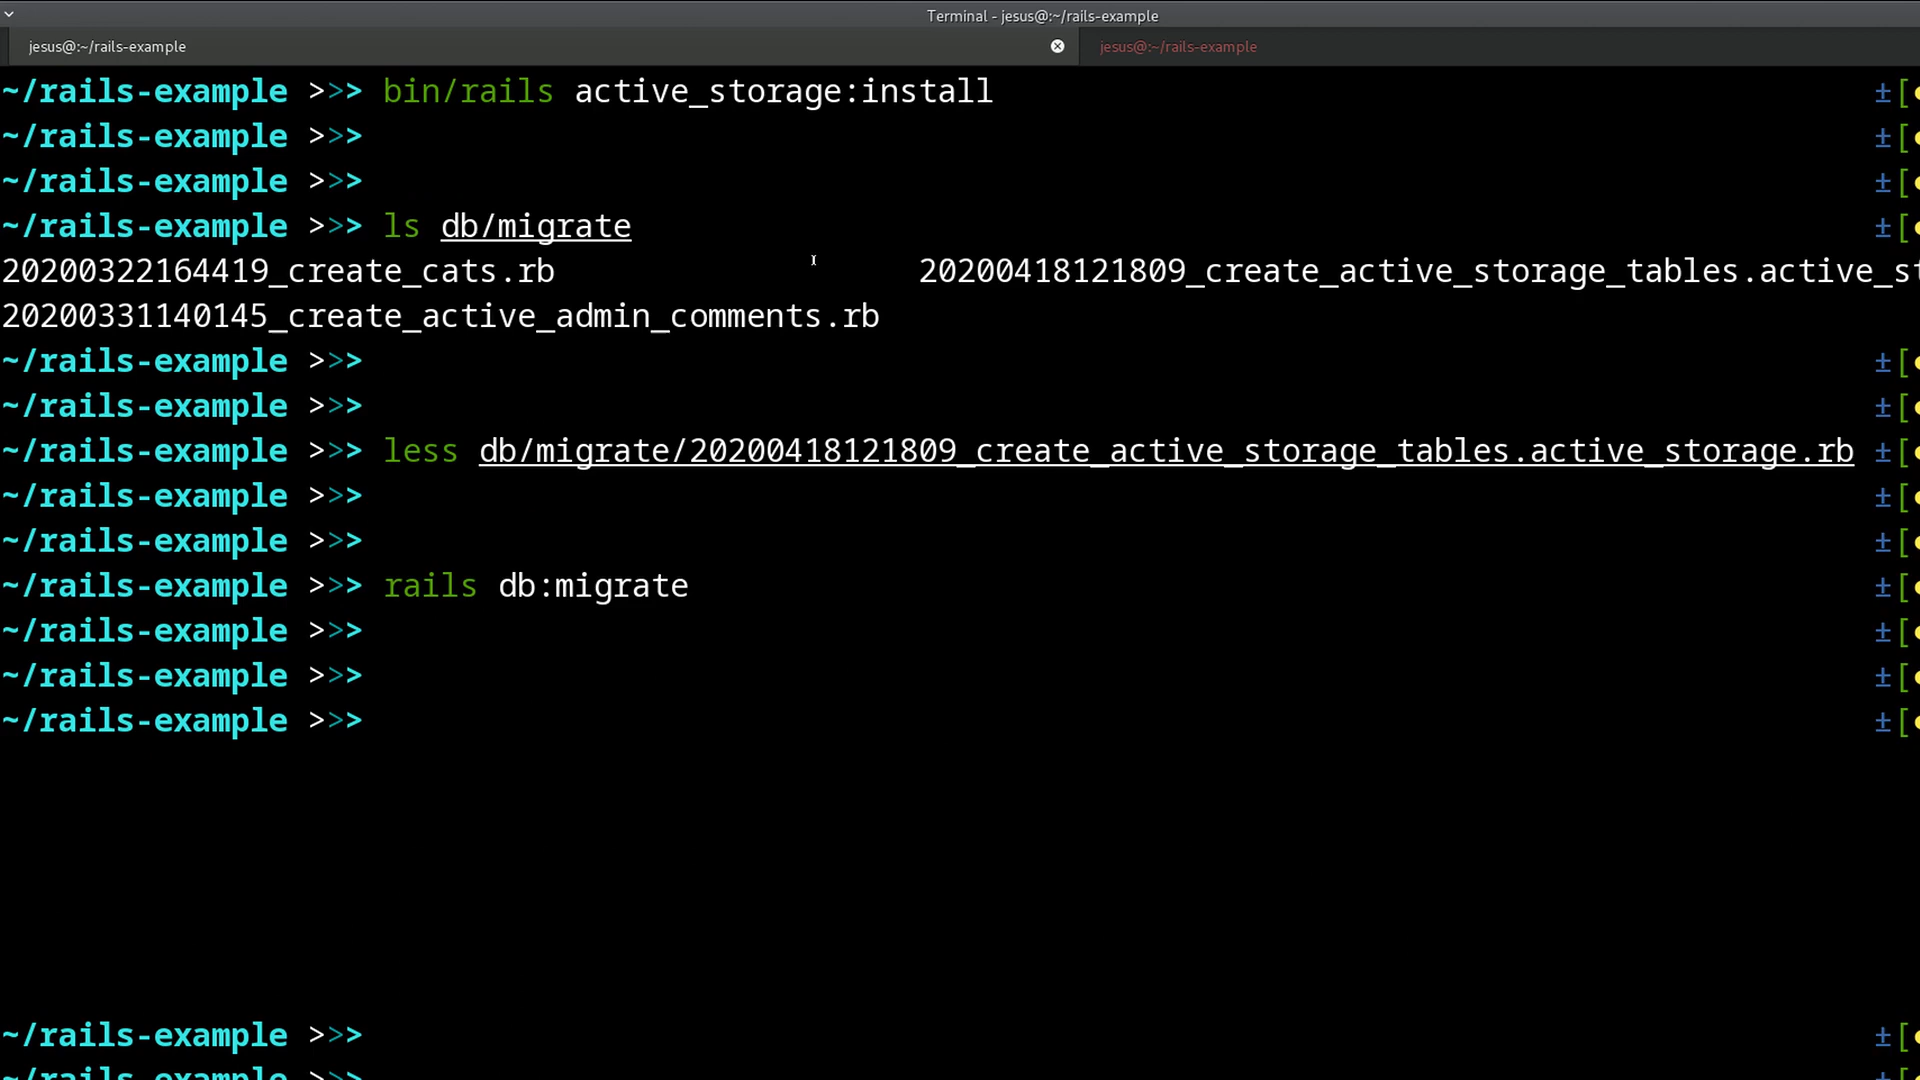 Terminal - jesus@:~/rails-example
jesus@:~/rails-example jesus@:~/rails-example
~/rails-example >>> bin/rails active_storage:install ±[
~/rails-example >>> ±[
~/rails-example >>> ±[
~/rails-example >>> ls db/migrate ±[
20200322164419_create_cats.rb 20200418121809_create_active_storage_tables.active_st
20200331140145_create_active_admin_comments.rb
~/rails-example >>> ±[
~/rails-example >>> ±[
~/rails-example >>> less db/migrate/20200418121809_create_active_storage_tables.active_storage.rb ±[
~/rails-example >>> ±[
~/rails-example >>> ±[
~/rails-example >>> rails db:migrate ±[
~/rails-example >>> ±[
~/rails-example >>> ±[
~/rails-example >>> ±[
~/rails-example >>> ±[
~/rails-example >>> ±[